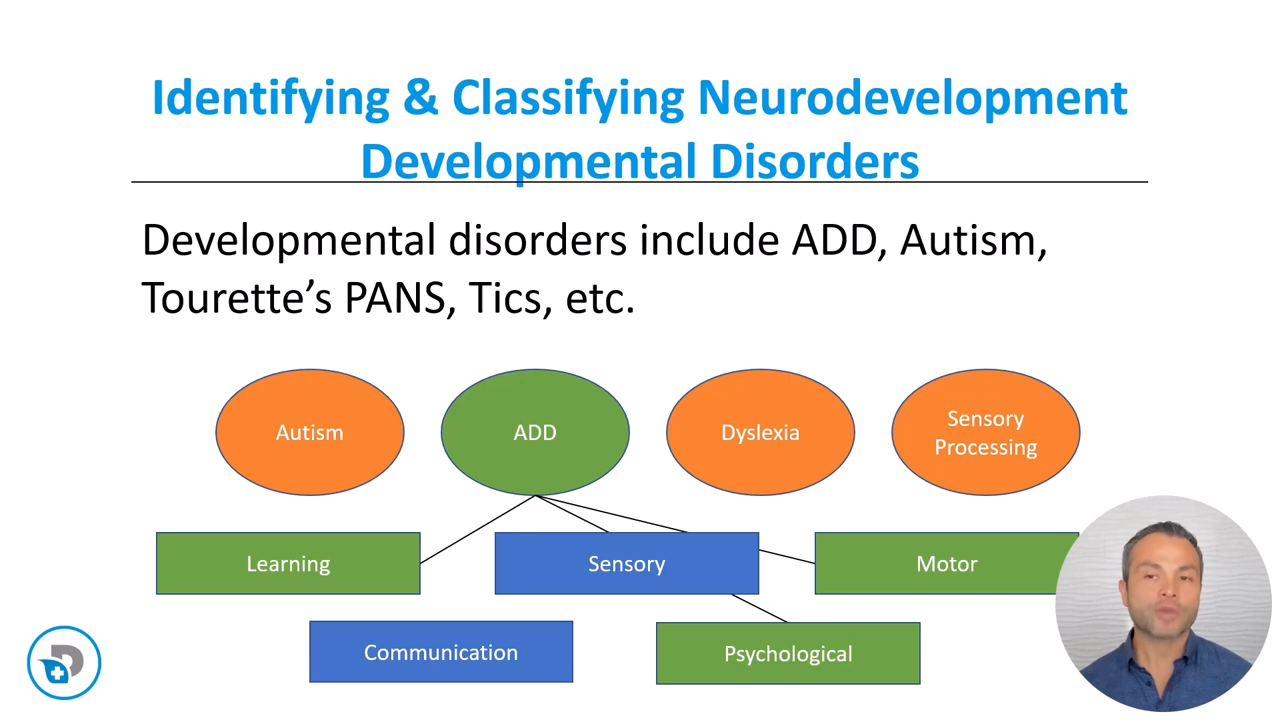 Identifying & Classifying Neurodevelopment
Developmental Disorders
Developmental disorders include ADD, Autism,
Tourette’s PANS, Tics, etc.
Autism
ADD
Dyslexia
Sensory
Processing
Learning
Sensory
Motor
Communication
Psychological